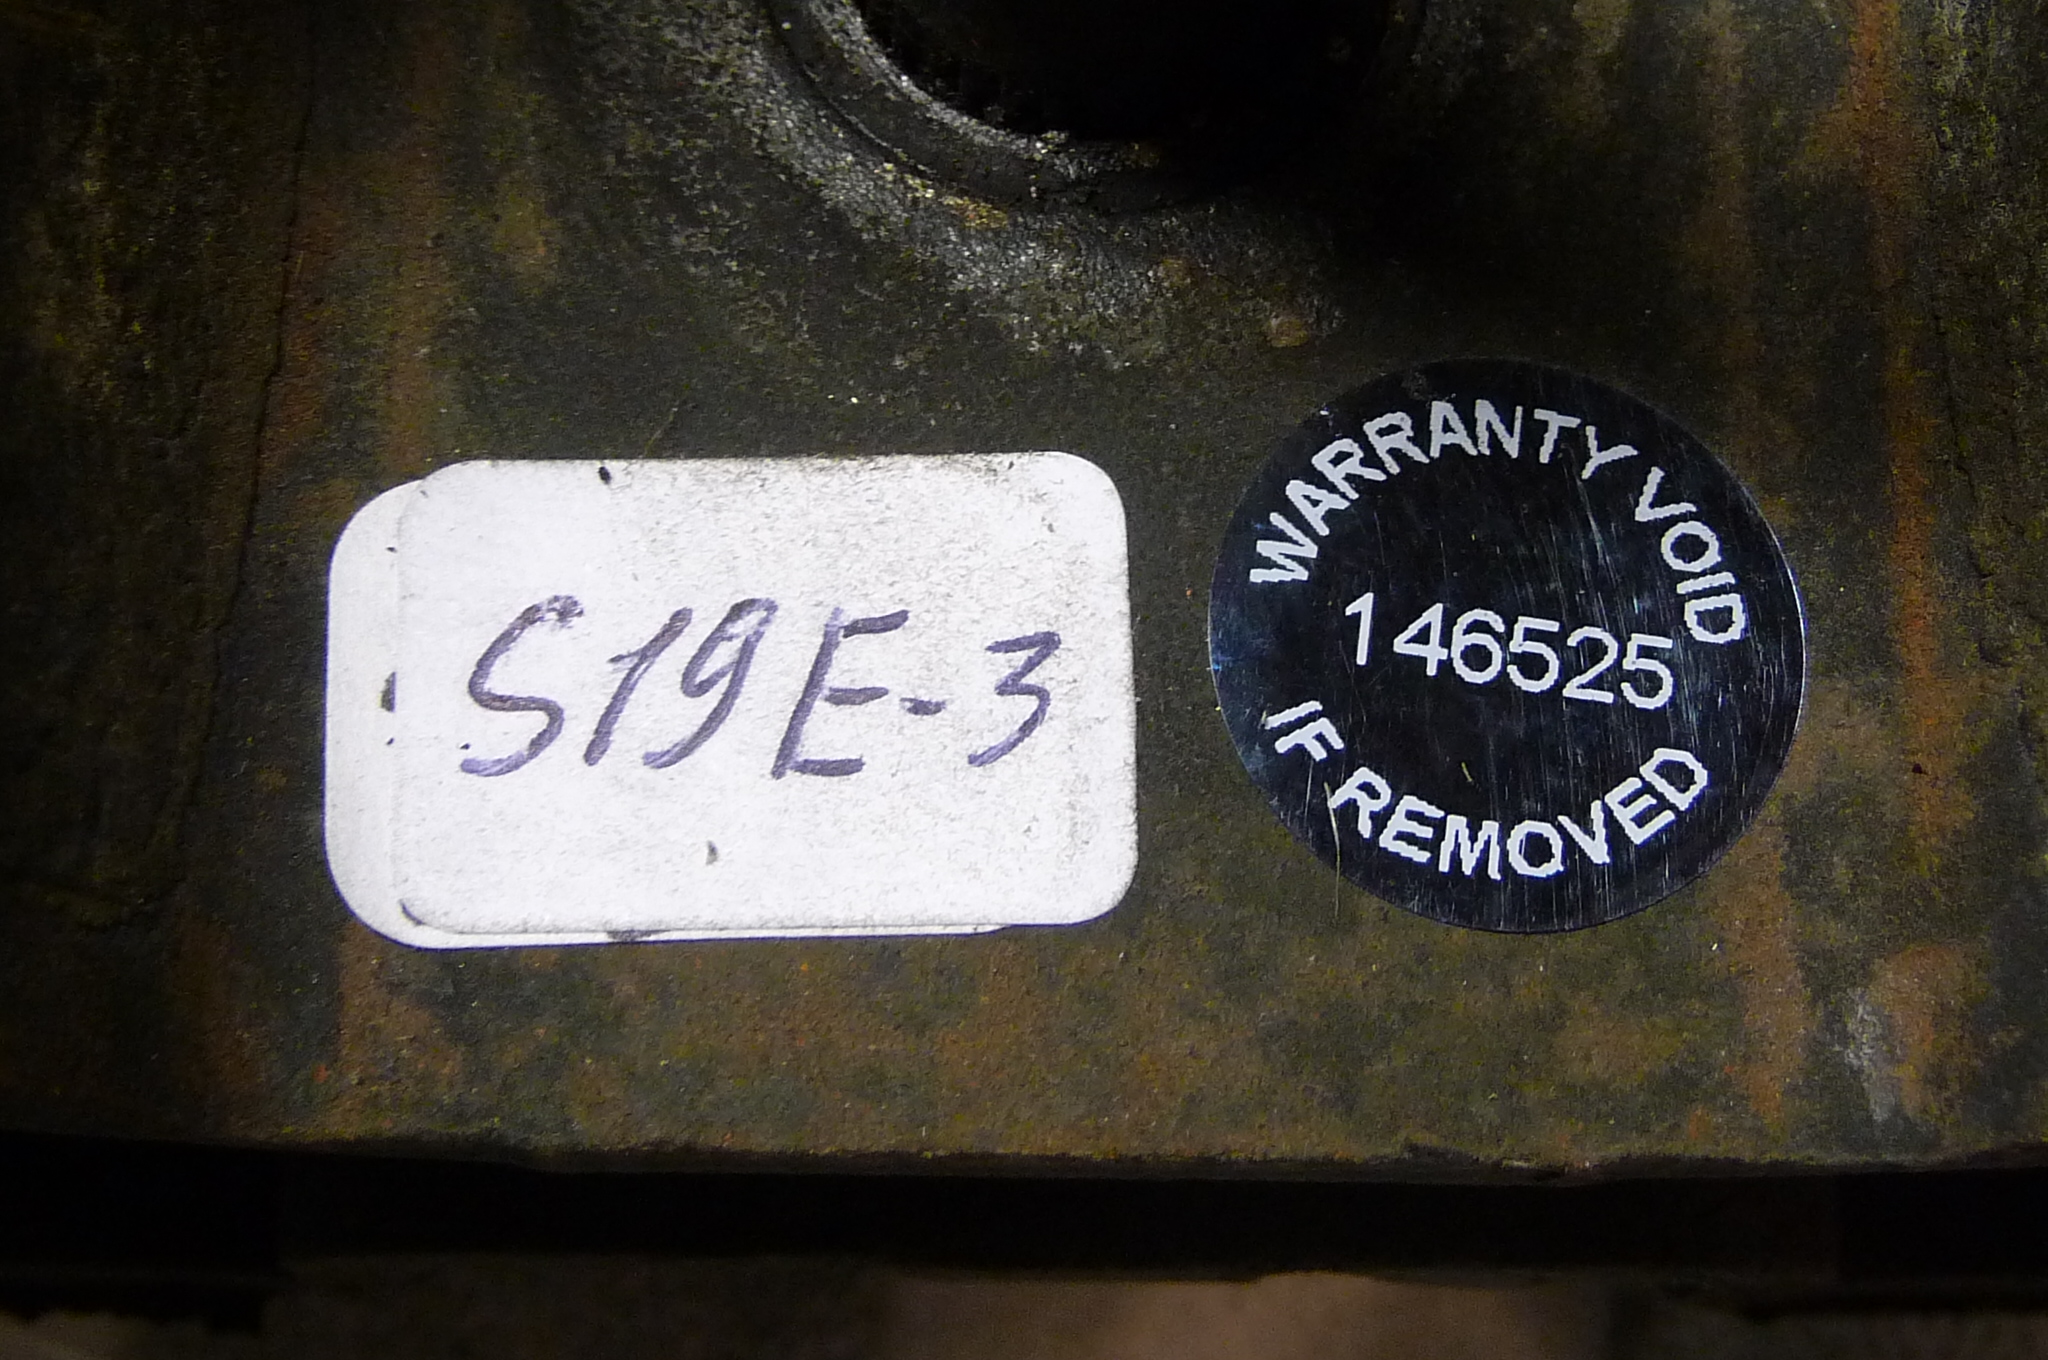 S19E-3
WARRANTY VOID
146525
IF REMOVED